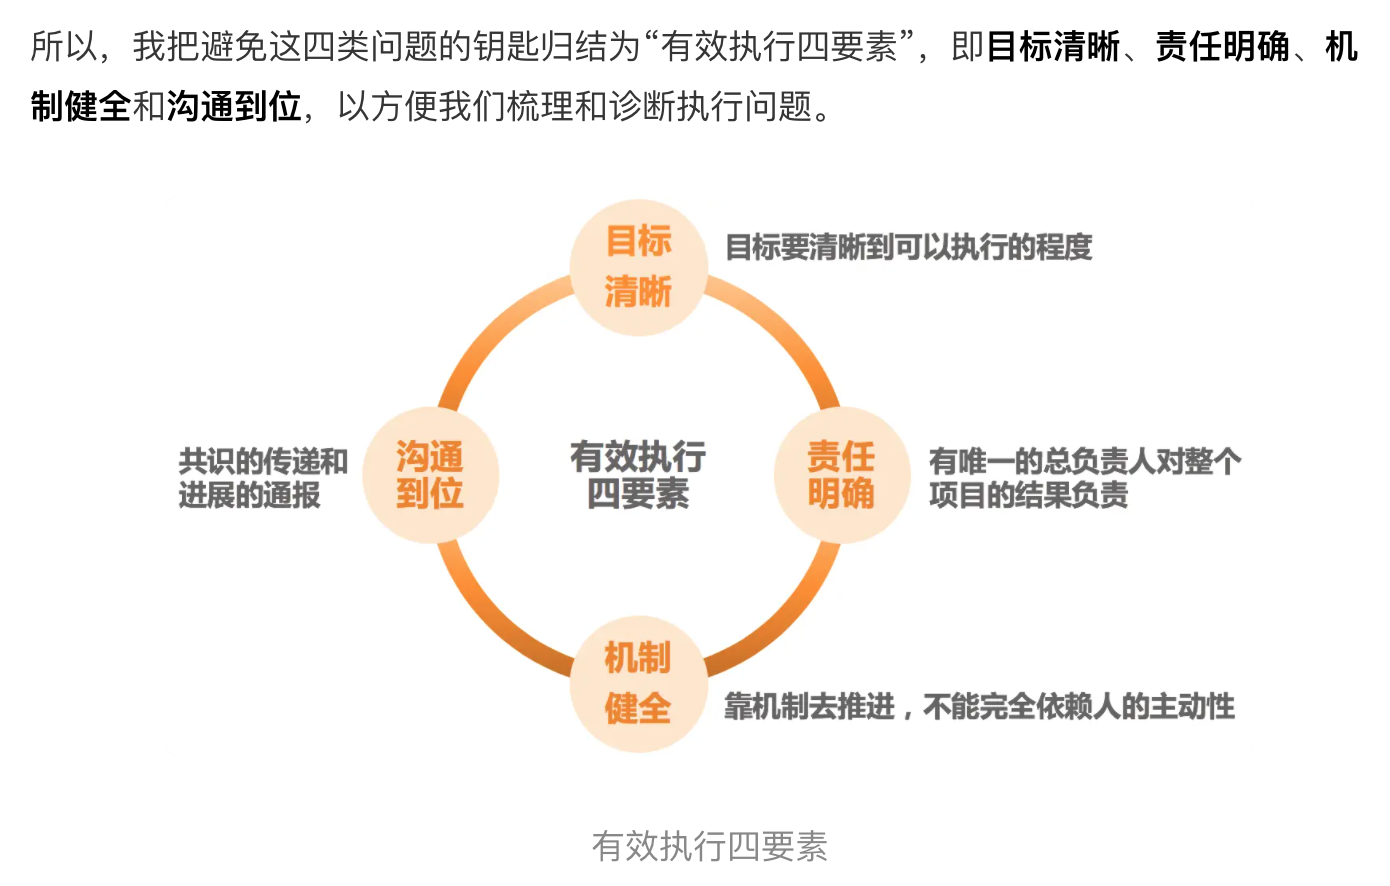 所以，我把避免这四类问题的钥匙归结为“有效执行四要素”，即目标清晰、责任明确、机
制健全和沟通到位，以方便我们梳理和诊断执行问题。
目标
清晰
目标要清晰到可以执行的程度
共识的传递和
进展的通报
沟通
到位
有效执行
四要素
责任
明确
有唯一的总负责人对整个
项目的结果负责
机制
健全
靠机制去推进，不能完全依赖人的主动性
有效执行四要素